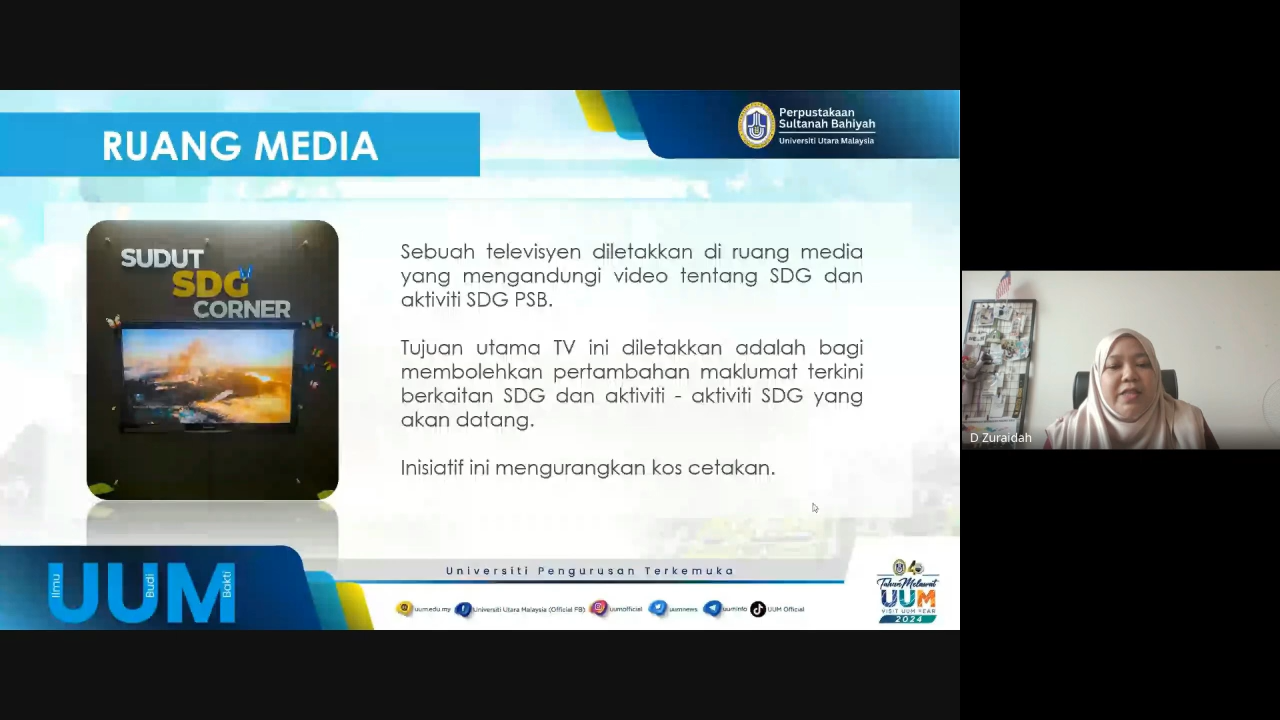 RUANG MEDIA
Perpustakaan
Sultanah Bahiyah
Universiti Utara Malaysia
SUDUT
SDG
CORNER
Sebuah televisyen diletakkan di ruang media
yang mengandungi video tentang SDG dan
aktiviti SDG PSB.
Tujuan utama TV ini diletakkan adalah bagi
membolehkan pertambahan maklumat terkini
berkaitan SDG dan aktiviti - aktiviti SDG yang
akan datang.
Inisiatif ini mengurangkan kos cetakan.
D Zuraidah
Ilmu
Budi
Bakti
UUM
Universiti Pengurusan Terkemuka
uum.edu.my
Universiti Utara Malaysia (Official FB)
uumofficial
uumnews
uuminfo
UUM Official
40
Tahun Melawat
UUM
VISIT UUM YEAR
2024